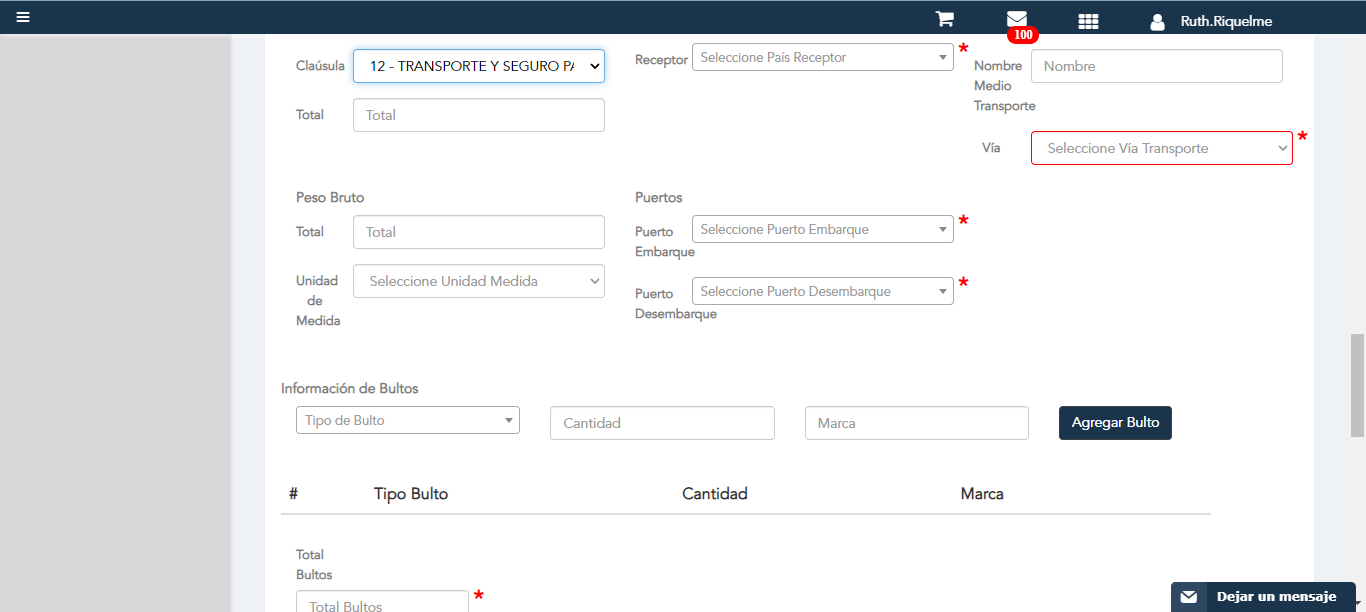 100
Ruth.Riquelme
Claúsula
12 - TRANSPORTE Y SEGURO PA
Receptor
Seleccione País Receptor
*
Nombre
Medio
Transporte
Nombre
Total
Total
Vía
Seleccione Vía Transporte
*
Peso Bruto
Puertos
Total
Total
Puerto
Embarque
Seleccione Puerto Embarque
*
Unidad
de
Medida
Seleccione Unidad Medida
Puerto
Desembarque
Seleccione Puerto Desembarque
*
Información de Bultos
Tipo de Bulto
Cantidad
Marca
Agregar Bulto
# Tipo Bulto Cantidad Marca
Total
Bultos
Total Bultos
*
Dejar un mensaje